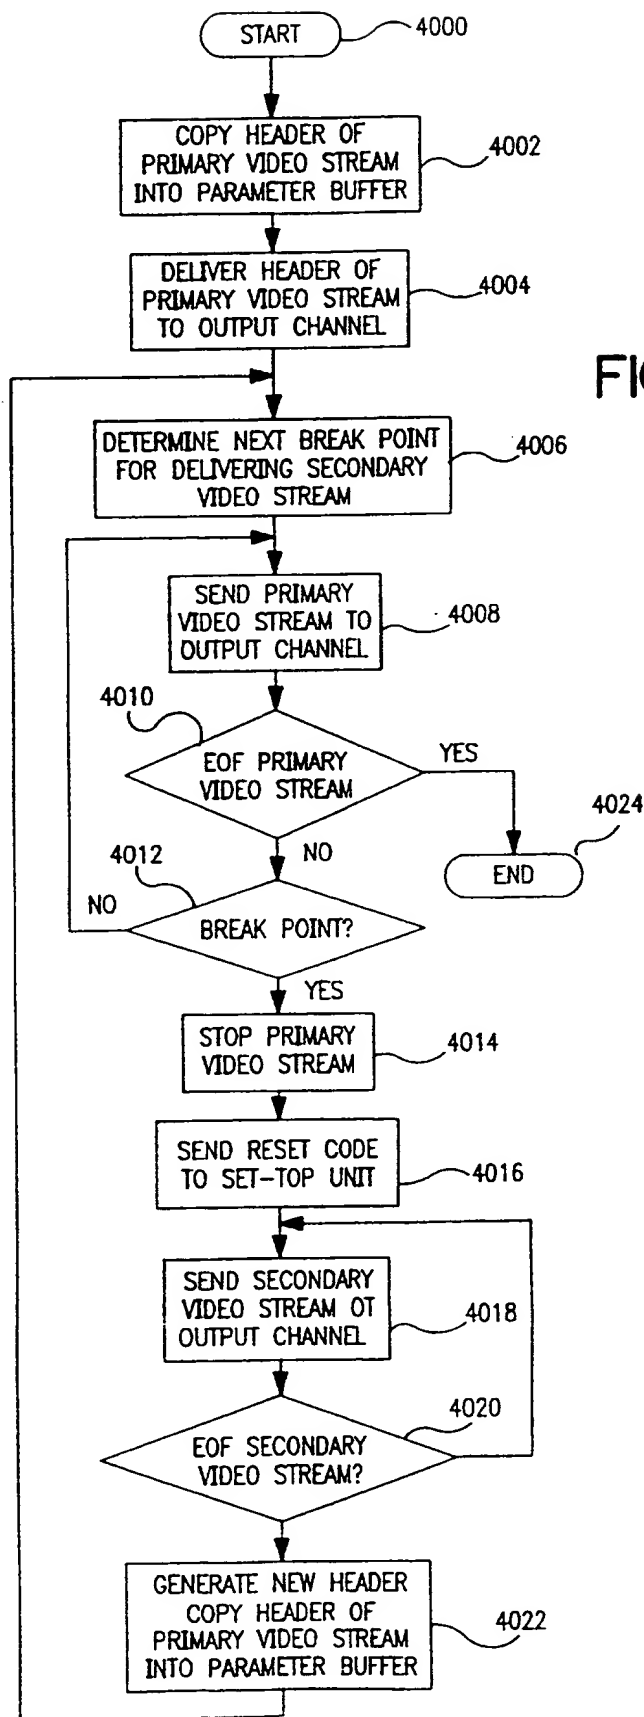 START
4000
COPY HEADER OF
PRIMARY VIDEO STREAM
INTO PARAMETER BUFFER
4002
DELIVER HEADER OF
PRIMARY VIDEO STREAM
TO OUTPUT CHANNEL
4004
DETERMINE NEXT BREAK POINT
FOR DELIVERING SECONDARY
VIDEO STREAM
4006
SEND PRIMARY
VIDEO STREAM TO
OUTPUT CHANNEL
4008
4010
EOF PRIMARY
VIDEO STREAM
YES
4024
END
NO
4012
NO
BREAK POINT?
YES
STOP PRIMARY
VIDEO STREAM
4014
SEND RESET CODE
TO SET-TOP UNIT
4016
SEND SECONDARY
VIDEO STREAM OT
OUTPUT CHANNEL
4018
4020
EOF SECONDARY
VIDEO STREAM?
GENERATE NEW HEADER
COPY HEADER OF
PRIMARY VIDEO STREAM
INTO PARAMETER BUFFER
4022